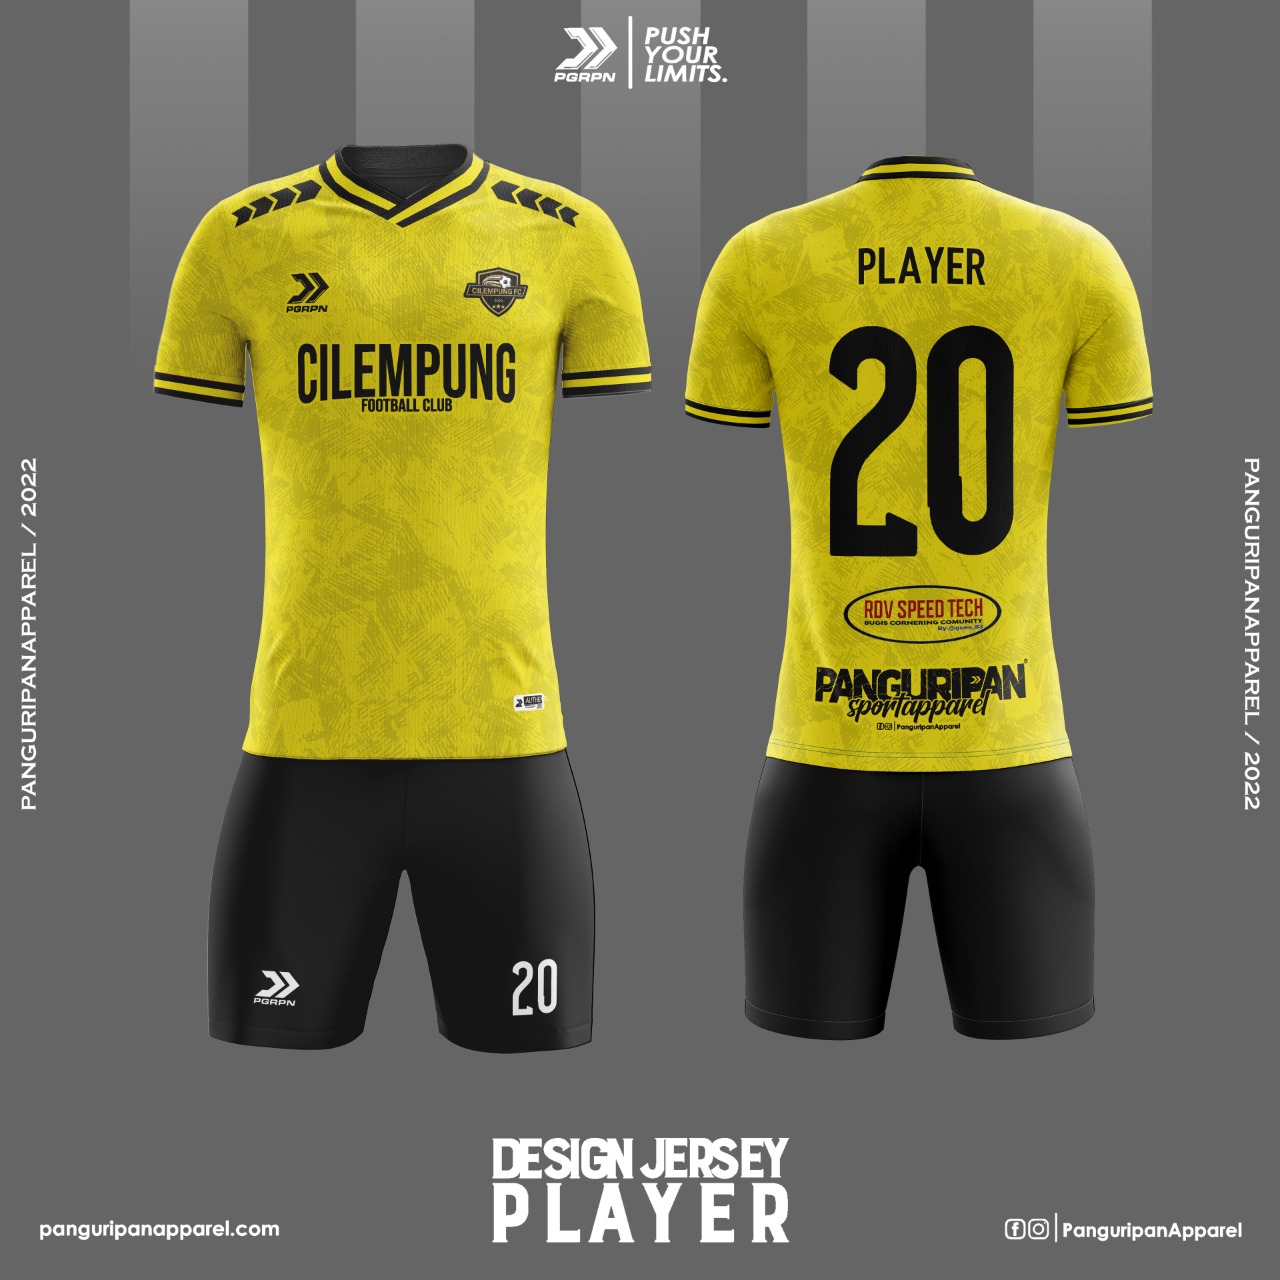 PGRPN
PUSH
YOUR
LIMITS.
PGRPN
CILEMPUNG FC
CILEMPUNG
FOOTBALL CLUB
PGRPN
20
PLAYER
20
RDV SPEED TECH
BUGIS CORNERING COMUNITY
PANGURIPAN
sportapparel
PanguripanApparel
PANGURIPANAPPAREL / 2022
PANGURIPANAPPAREL / 2022
DESIGN JERSEY
PLAYER
panguripanapparel.com
PanguripanApparel